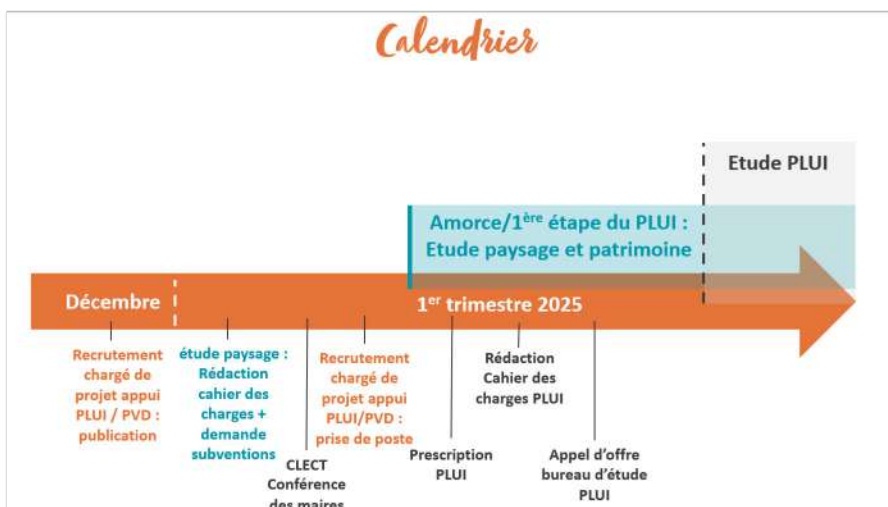 Calendrier
Etude PLUI
Amorce/1ère étape du PLUI :
Etude paysage et patrimoine
Décembre
1er trimestre 2025
Recrutement
chargé de
projet appui
PLUI / PVD :
publication
étude paysage :
Rédaction
cahier des
charges +
demande
subventions
CLECT
Conférence
des maires
Recrutement
chargé de
projet appui
PLUI/PVD :
prise de poste
Prescription
PLUI
Rédaction
Cahier des
charges PLUI
Appel d'offre
bureau d'étude
PLUI